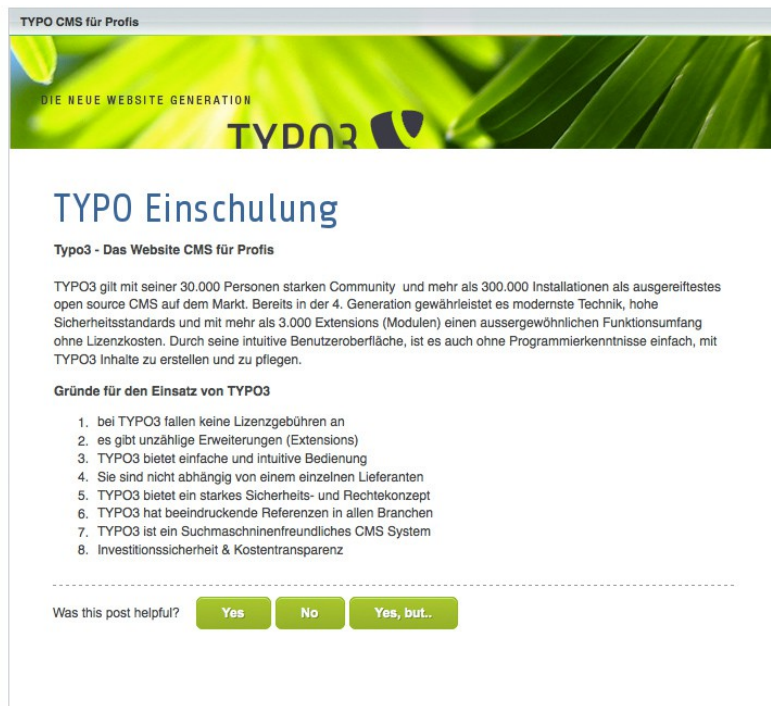 TYPO CMS für Profis
DIE NEUE WEBSITE GENERATION
TYPO3
TYPO Einschulung
Typo3 - Das Website CMS für Profis
TYPO3 gilt mit seiner 30.000 Personen starken Community und mehr als 300.000 Installationen als ausgereiftestes
open source CMS auf dem Markt. Bereits in der 4. Generation gewährleistet es modernste Technik, hohe
Sicherheitsstandards und mit mehr als 3.000 Extensions (Modulen) einen aussergewöhnlichen Funktionsumfang
ohne Lizenzkosten. Durch seine intuitive Benutzeroberfläche, ist es auch ohne Programmierkenntnisse einfach, mit
TYPO3 Inhalte zu erstellen und zu pflegen.
Gründe für den Einsatz von TYPO3
1. bei TYPO3 fallen keine Lizenzgebühren an
2. es gibt unzählige Erweiterungen (Extensions)
3. TYPO3 bietet einfache und intuitive Bedienung
4. Sie sind nicht abhängig von einem einzelnen Lieferanten
5. TYPO3 bietet ein starkes Sicherheits- und Rechtekonzept
6. TYPO3 hat beeindruckende Referenzen in allen Branchen
7. TYPO3 ist ein Suchmaschninenfreundliches CMS System
8. Investitionssicherheit & Kostentransparenz
Was this post helpful? Yes No Yes, but..